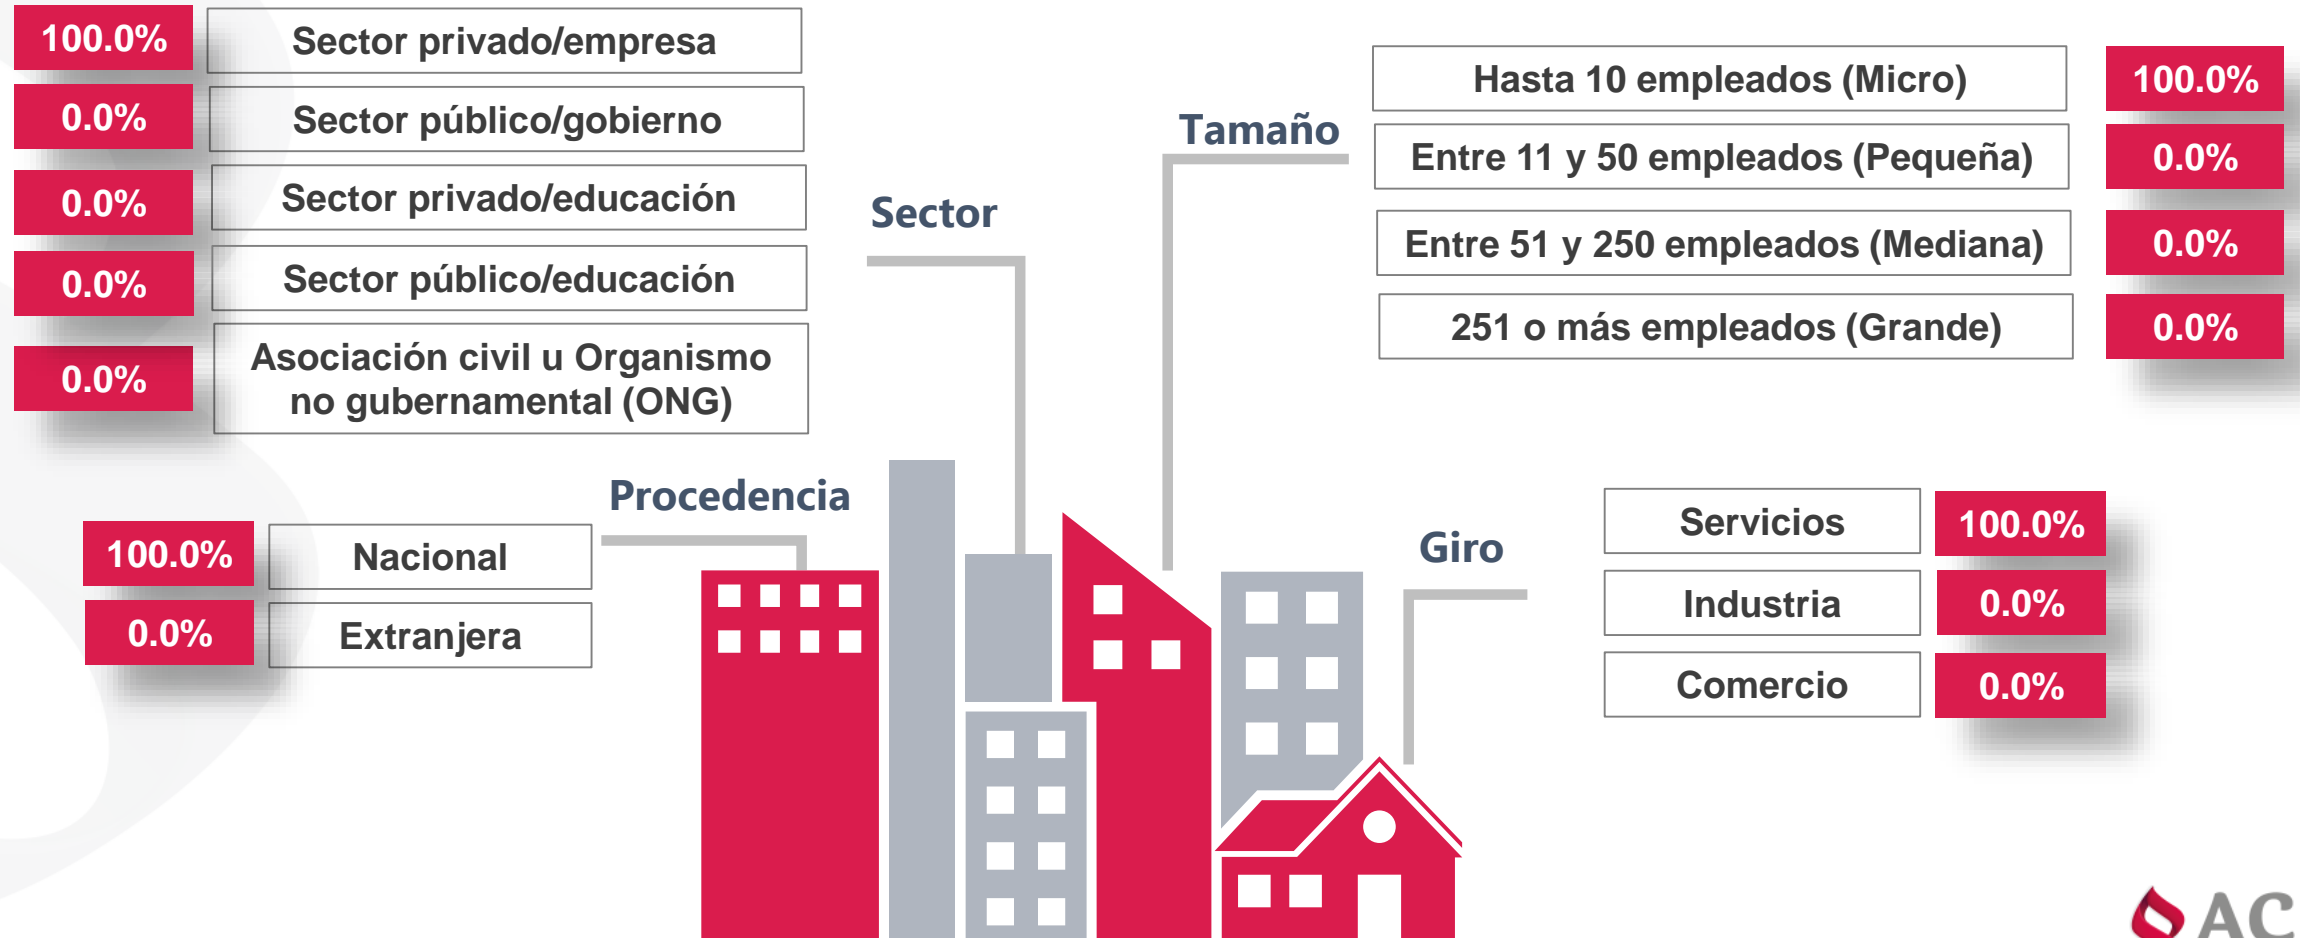 100.0% Sector privado/empresa
0.0% Sector público/gobierno
0.0% Sector privado/educación
0.0% Sector público/educación
0.0% Asociación civil u Organismo
no gubernamental (ONG)
Sector
Tamaño
Hasta 10 empleados (Micro) 100.0%
Entre 11 y 50 empleados (Pequeña) 0.0%
Entre 51 y 250 empleados (Mediana) 0.0%
251 o más empleados (Grande) 0.0%
Procedencia
100.0% Nacional
0.0% Extranjera
Giro
Servicios 100.0%
Industria 0.0%
Comercio 0.0%
AC